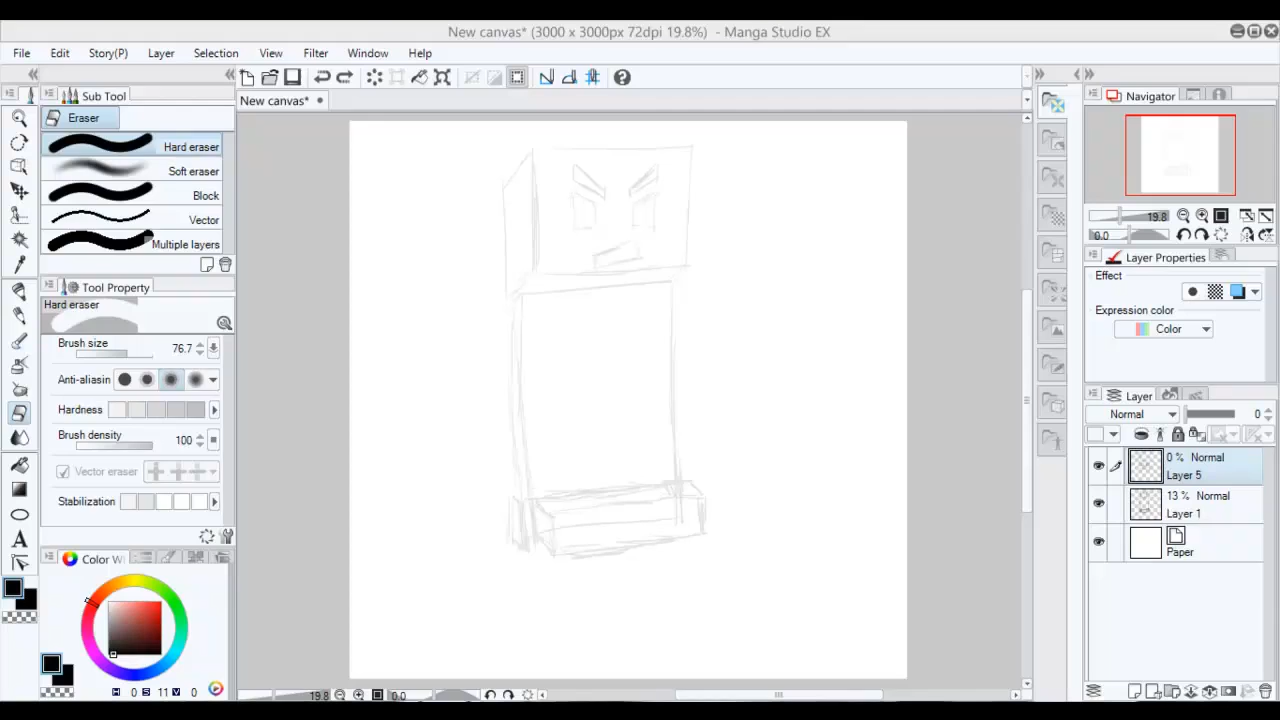 New canvas* (3000 x 3000px 72dpi 19.8%) - Manga Studio EX
File Edit Story(P) Layer Selection View Filter Window Help
Sub Tool
New canvas*
Navigator
Eraser
Hard eraser
Soft eraser
Block
Vector
Multiple layers
19.8
0.0
Layer Properties
Effect
Expression color
Color
Tool Property
Hard eraser
Brush size 76.7
Anti-aliasin
Hardness
Brush density 100
Vector eraser
Stabilization
Layer
Normal 0
0 % Normal
Layer 5
13 % Normal
Layer 1
Paper
Color W
H 0 S 11 V 0
19.8 0.0